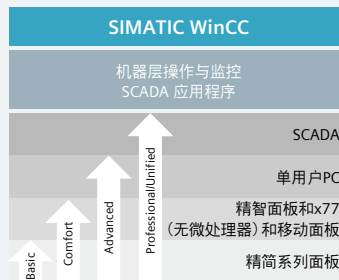 SIMATIC WinCC
机器层操作与监控
SCADA 应用程序
SCADA
单用户PC
精智面板和x77
(无微处理器)和移动面板
精简系列面板
Basic
Comfort
Advanced
Professional/Unified